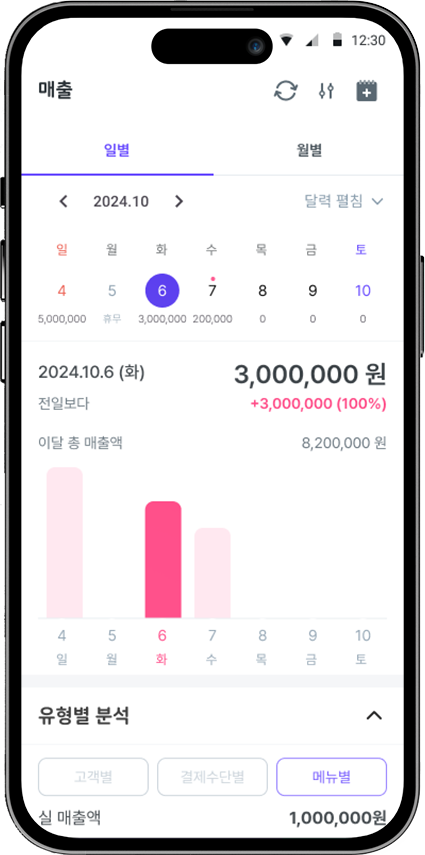 12:30
매출
일별 월별
2024.10 달력 펼침
일 월 화 수 목 금 토
4 5 6 7 8 9 10
5,000,000 휴무 3,000,000 200,000 0 0 0
2024.10.6 (화) 3,000,000 원
전일보다 +3,000,000 (100%)
이달 총 매출액 8,200,000 원
4 5 6 7 8 9 10
일 월 화 수 목 금 토
유형별 분석
고객별 결제수단별 메뉴별
실 매출액 1,000,000원